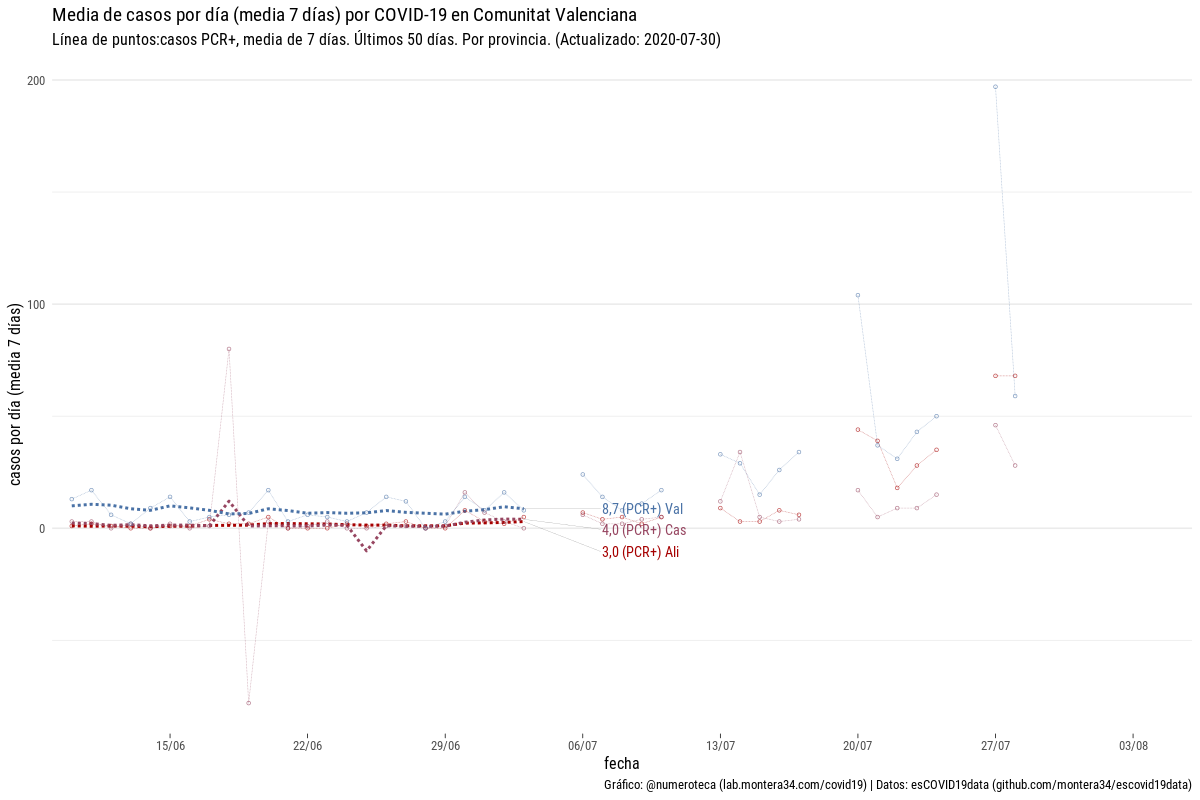 Media de casos por día (media 7 días) por COVID-19 en Comunitat Valenciana
Línea de puntos:casos PCR+, media de 7 días. Últimos 50 días. Por provincia. (Actualizado: 2020-07-30)
casos por día (media 7 días)
200
100
0
8,7 (PCR+) Val
4,0 (PCR+) Cas
3,0 (PCR+) Ali
15/06
22/06
29/06
06/07
13/07
20/07
27/07
03/08
fecha
Gráfico: @numeroteca (lab.montera34.com/covid19) | Datos: esCOVID19data (github.com/montera34/escovid19data)